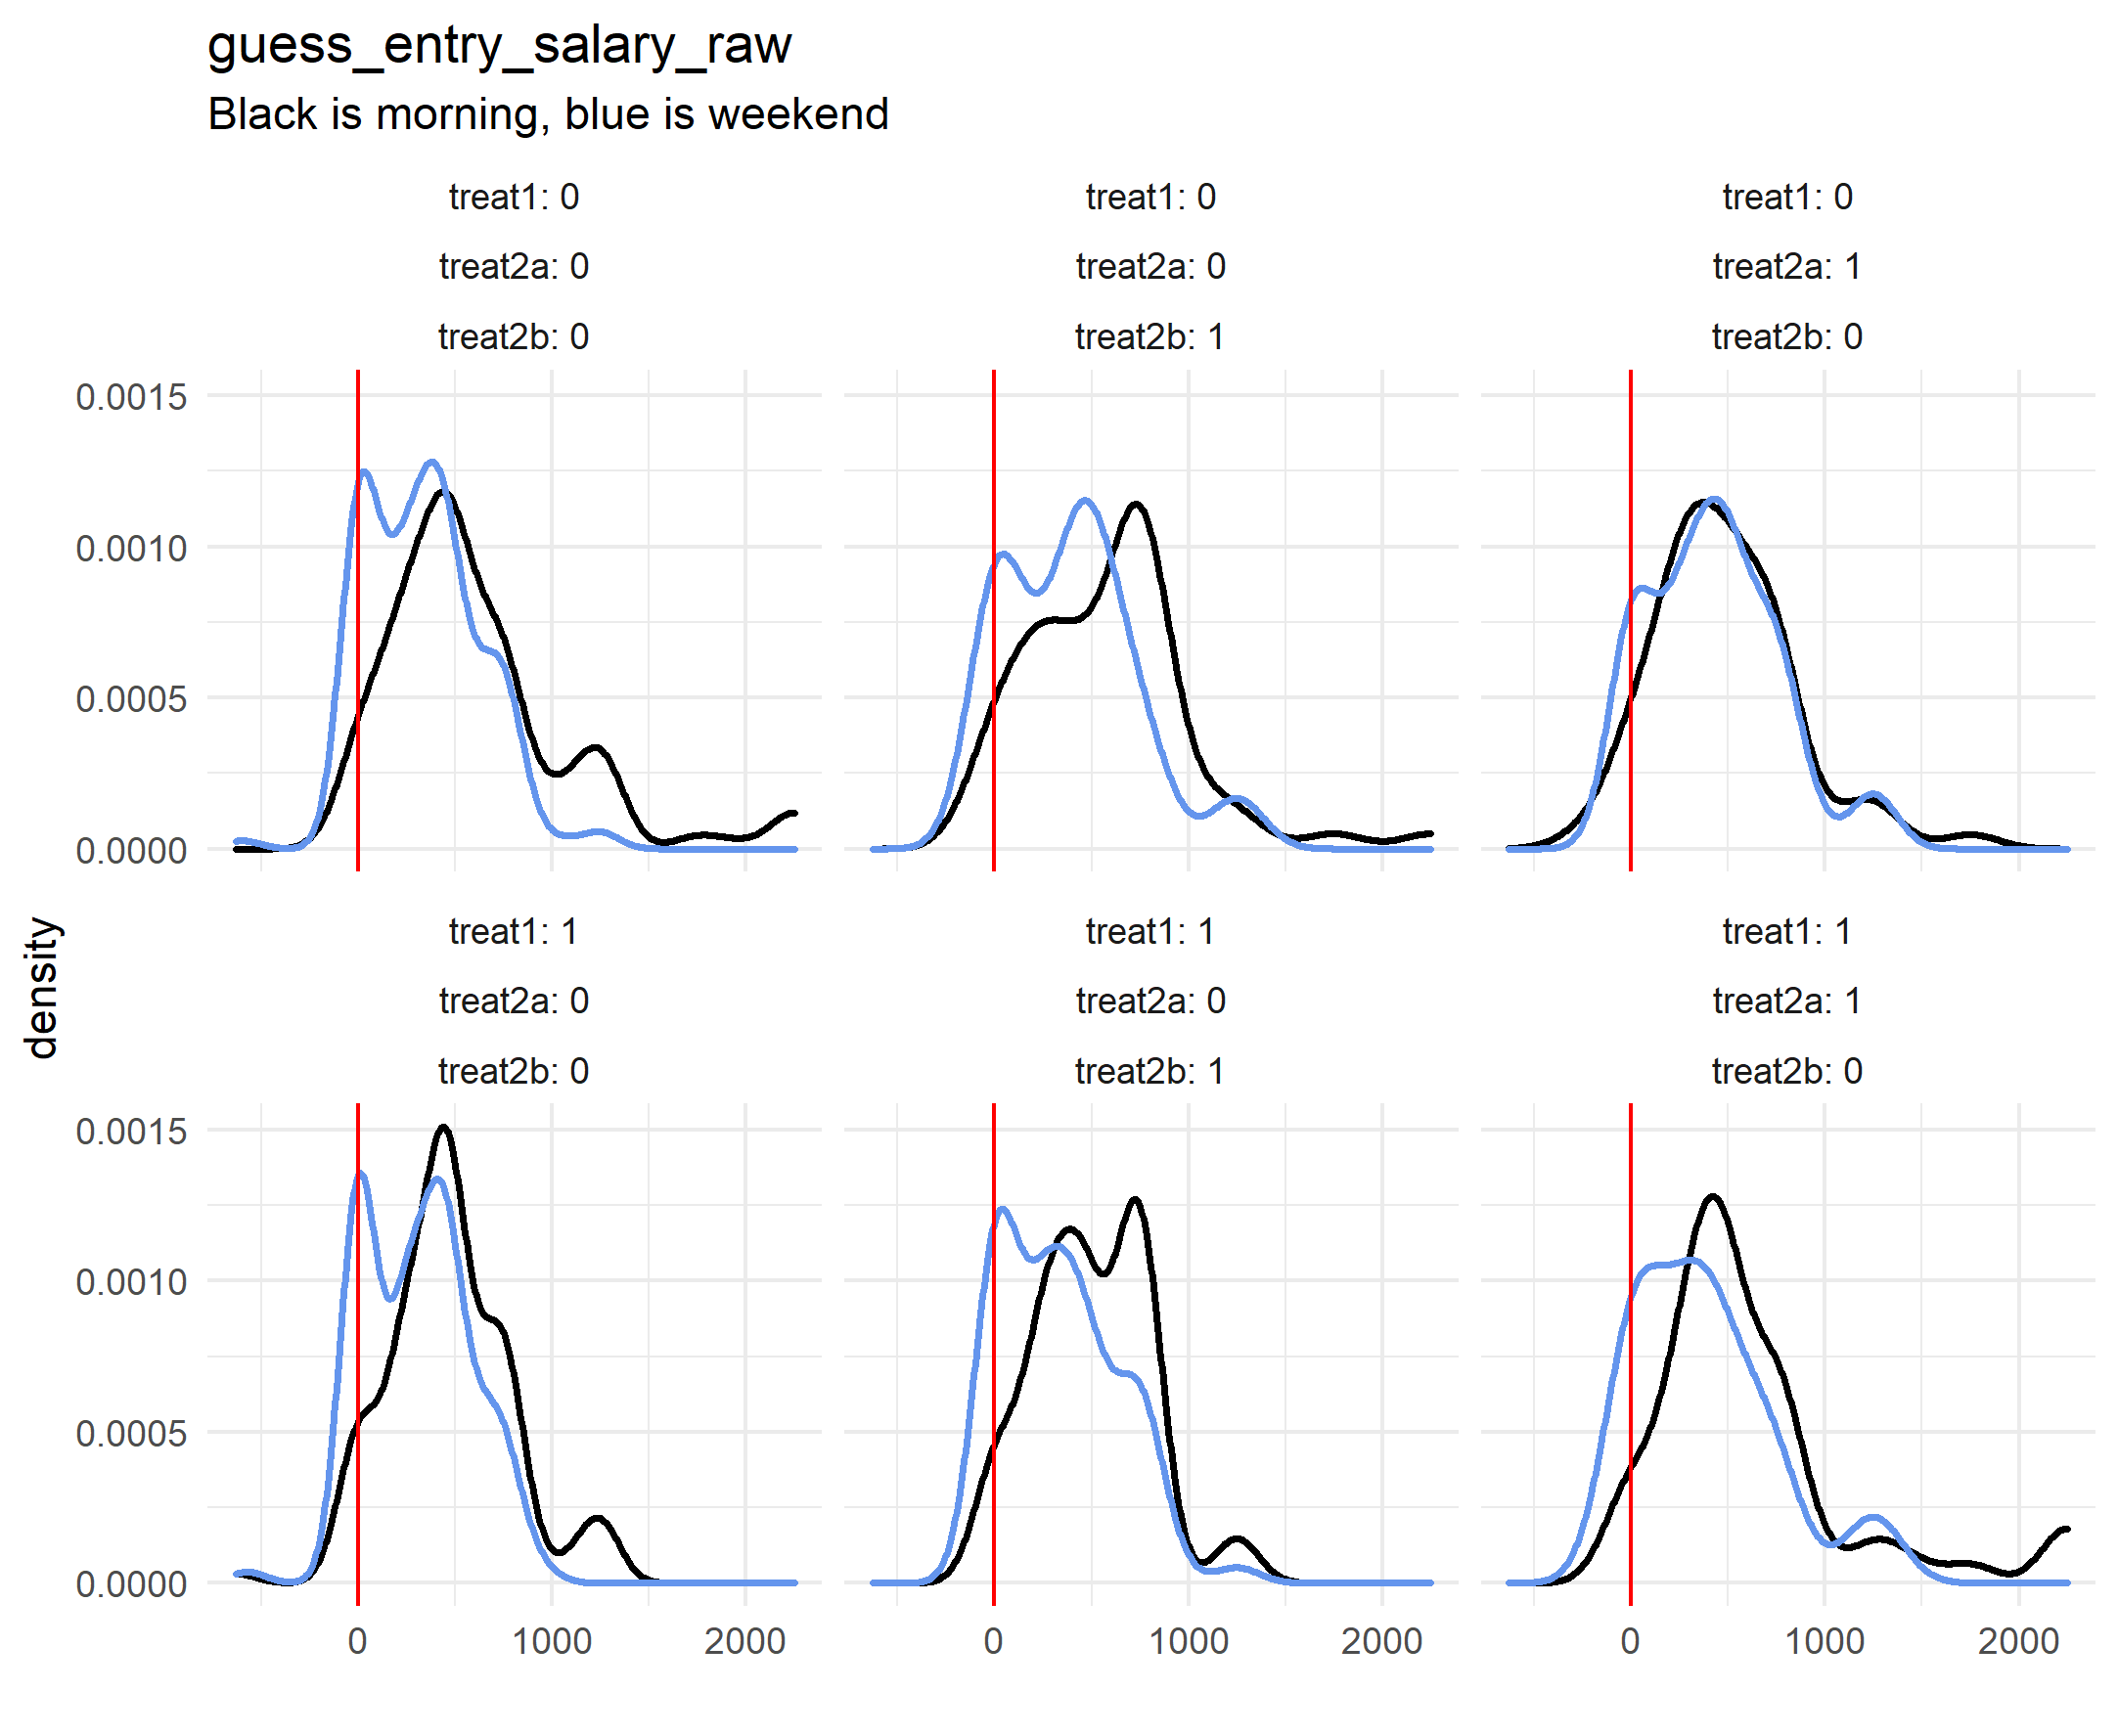 guess_entry_salary_raw
Black is morning, blue is weekend
treat1: 0
treat2a: 0
treat2b: 0
treat1: 0
treat2a: 0
treat2b: 1
treat1: 0
treat2a: 1
treat2b: 0
0.0015
0.0010
0.0005
0.0000
density
treat1: 1
treat2a: 0
treat2b: 0
treat1: 1
treat2a: 0
treat2b: 1
treat1: 1
treat2a: 1
treat2b: 0
0.0015
0.0010
0.0005
0.0000
0 1000 2000
0 1000 2000
0 1000 2000